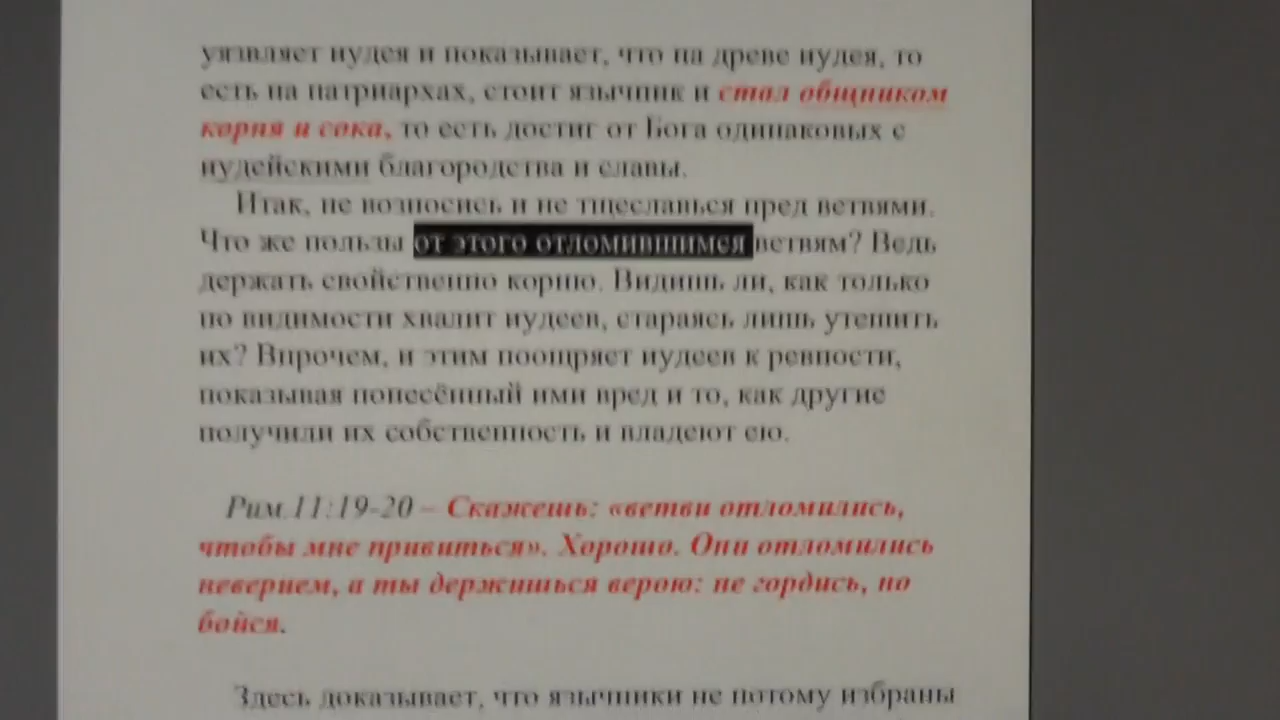 уязвляет иудея и показывает, что на древе иудея, то
есть на патриархах, стоит язычник и стал общником
корня и сока, то есть достиг от Бога одинаковых с
иудейскими благородства и славы.
Итак, не возносись и не тщеславься пред ветвями.
Что же пользы от этого отломившимся ветвям? Ведь
держать свойственно корню. Видишь ли, как только
по видимости хвалит иудеев, стараясь лишь утешить
их? Впрочем, и этим поощряет иудеев к ревности,
показывая понесённый ими вред и то, как другие
получили их собственность и владеют ею.
Рим.11:19-20 – Скажешь: «ветви отломились,
чтобы мне привиться». Хорошо. Они отломились
неверием, а ты держишься верою: не гордись, но
бойся.
Здесь доказывает, что язычники не потому избраны